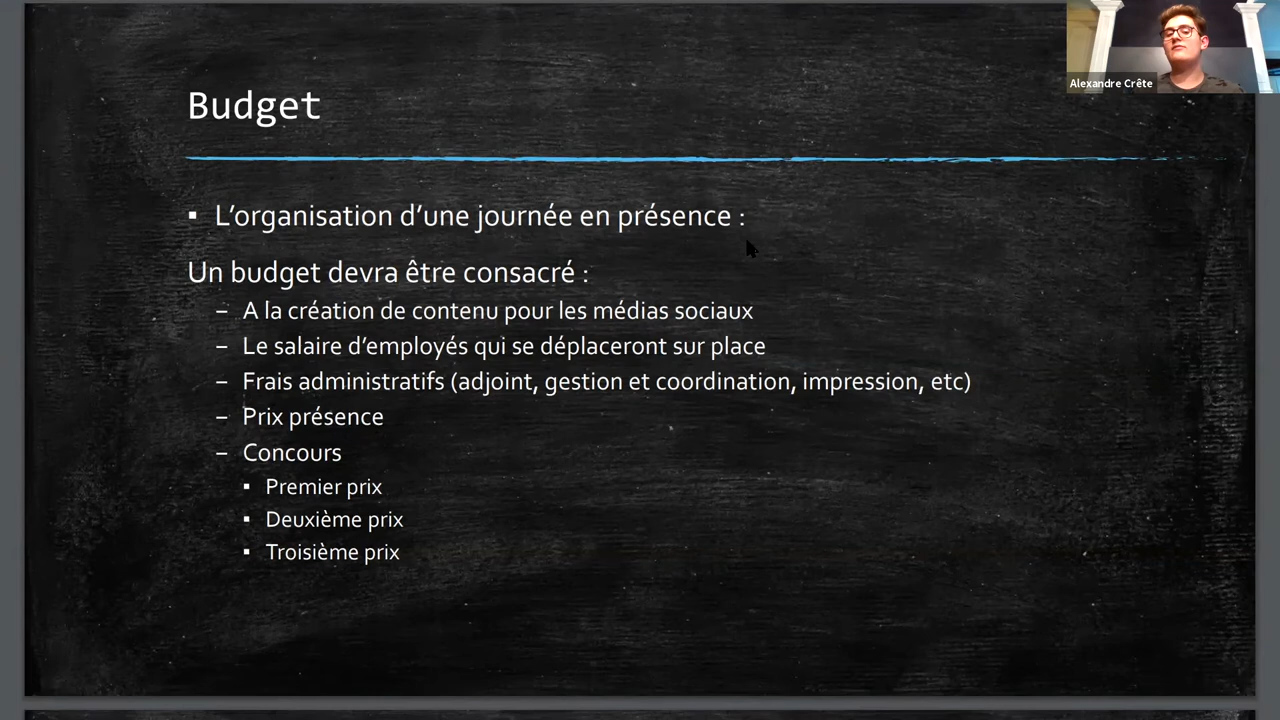 Alexandre Crête
Budget
▪ L’organisation d’une journée en présence :
Un budget devra être consacré :
– A la création de contenu pour les médias sociaux
– Le salaire d’employés qui se déplaceront sur place
– Frais administratifs (adjoint, gestion et coordination, impression, etc)
– Prix présence
– Concours
▪ Premier prix
▪ Deuxième prix
▪ Troisième prix